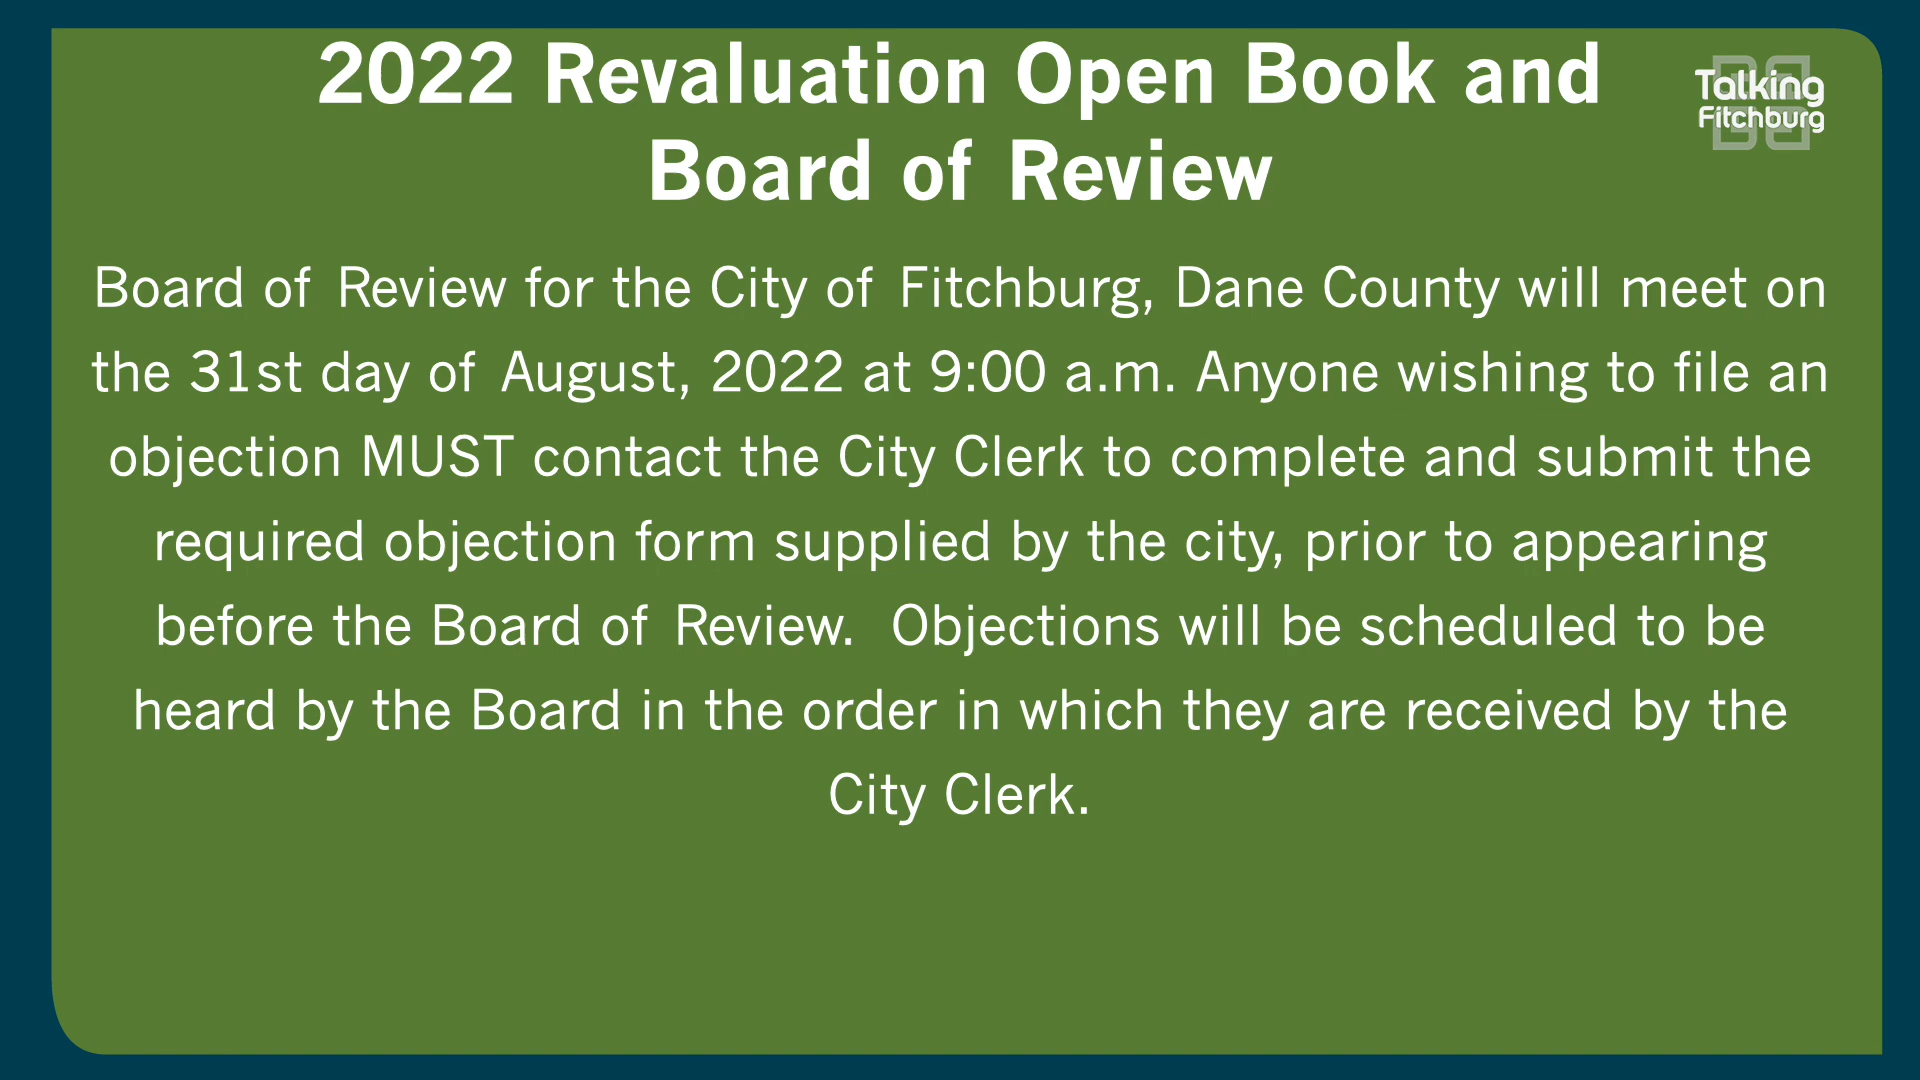 2022 Revaluation Open Book and
Board of Review
Talking
Fitchburg
Board of Review for the City of Fitchburg, Dane County will meet on
the 31st day of August, 2022 at 9:00 a.m. Anyone wishing to file an
objection MUST contact the City Clerk to complete and submit the
required objection form supplied by the city, prior to appearing
before the Board of Review.  Objections will be scheduled to be
heard by the Board in the order in which they are received by the
City Clerk.